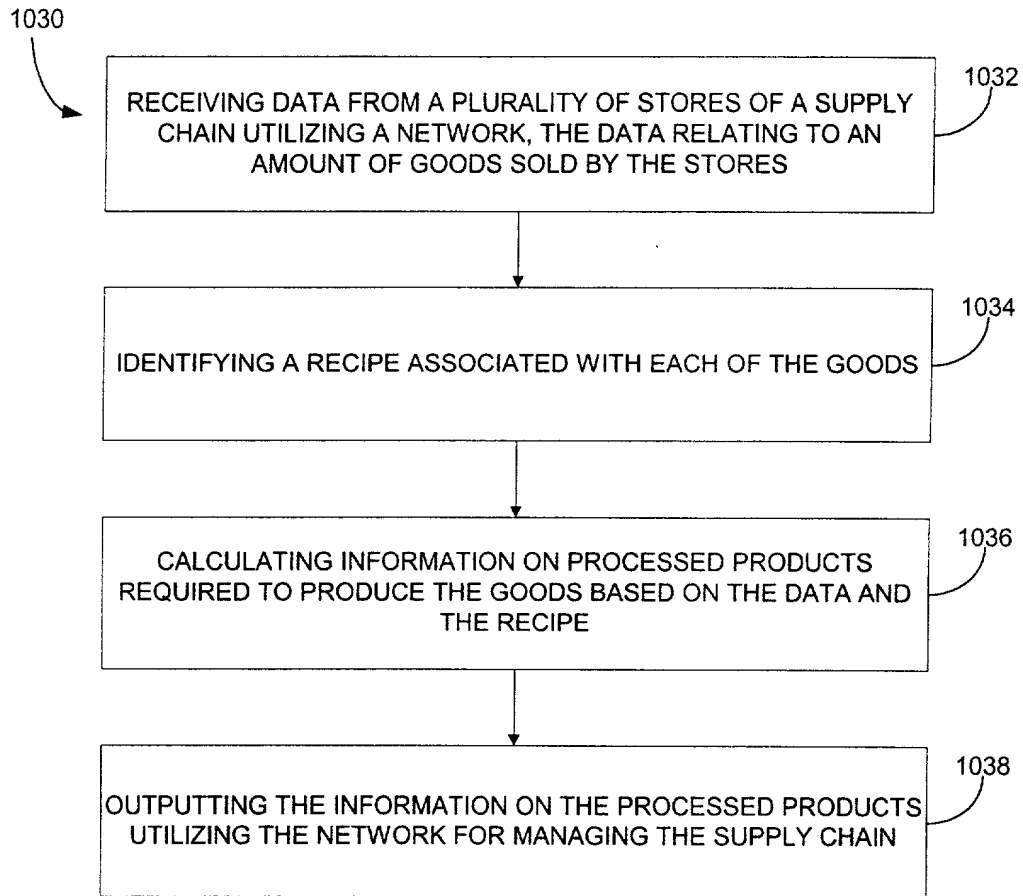 1030
1032
RECEIVING DATA FROM A PLURALITY OF STORES OF A SUPPLY
CHAIN UTILIZING A NETWORK, THE DATA RELATING TO AN
AMOUNT OF GOODS SOLD BY THE STORES
1034
IDENTIFYING A RECIPE ASSOCIATED WITH EACH OF THE GOODS
1036
CALCULATING INFORMATION ON PROCESSED PRODUCTS
REQUIRED TO PRODUCE THE GOODS BASED ON THE DATA AND
THE RECIPE
1038
OUTPUTTING THE INFORMATION ON THE PROCESSED PRODUCTS
UTILIZING THE NETWORK FOR MANAGING THE SUPPLY CHAIN